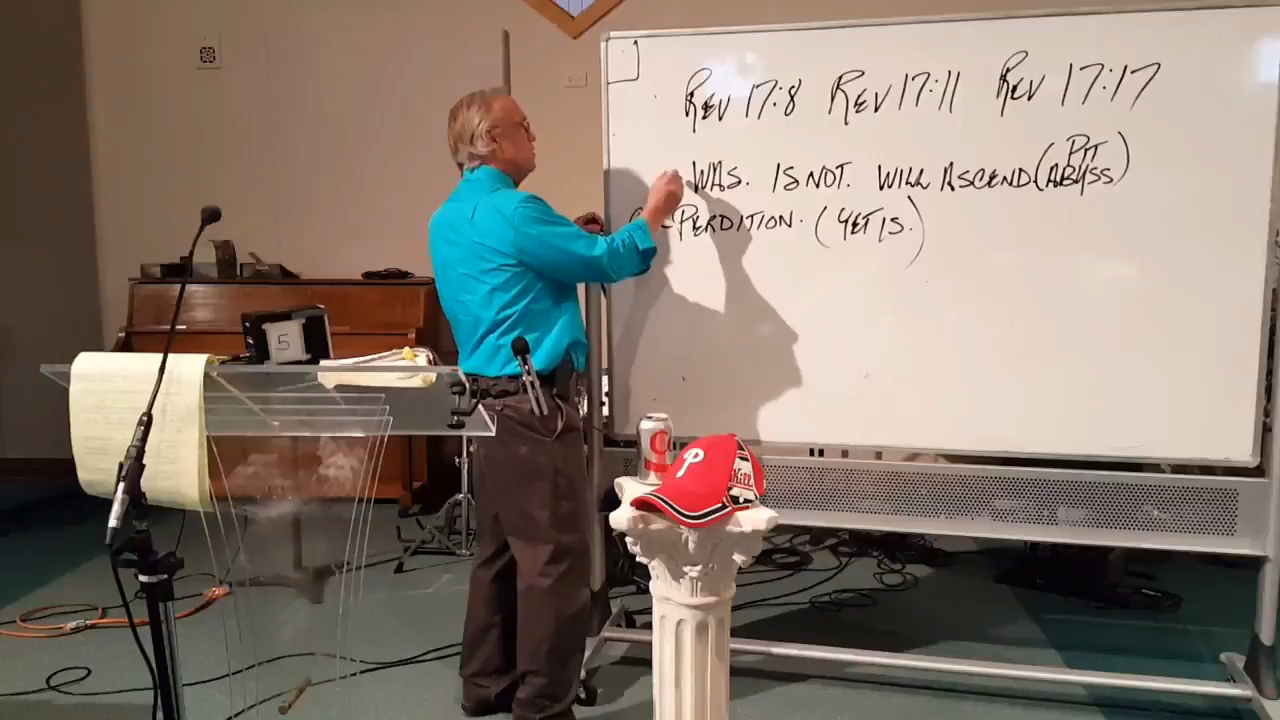 REV 17:8 REV 17:11 REV 17:17
WAS. IS NOT. WILL ASCEND. (PIT ABYSS)
PERDITION. (YET IS.)
5
P